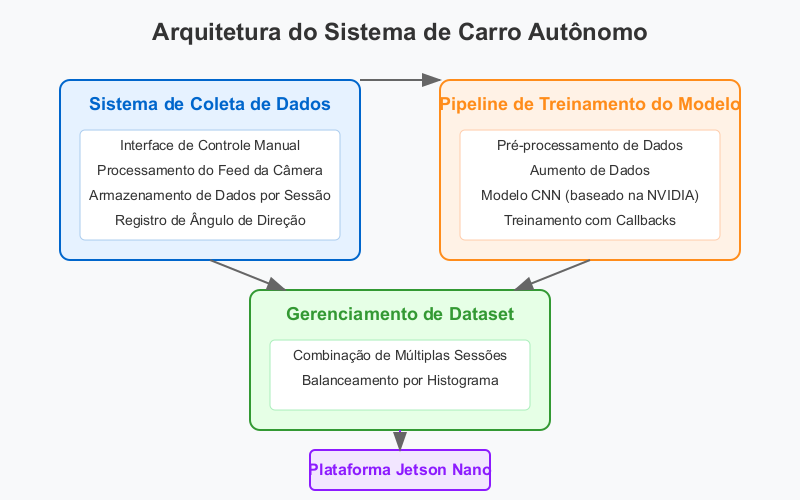 Arquitetura do Sistema de Carro Autônomo
Sistema de Coleta de Dados
Interface de Controle Manual
Processamento do Feed da Câmera
Armazenamento de Dados por Sessão
Registro de Ângulo de Direção
Pipeline de Treinamento do Modelo
Pré-processamento de Dados
Aumento de Dados
Modelo CNN (baseado na NVIDIA)
Treinamento com Callbacks
Gerenciamento de Dataset
Combinação de Múltiplas Sessões
Balanceamento por Histograma
Plataforma Jetson Nano